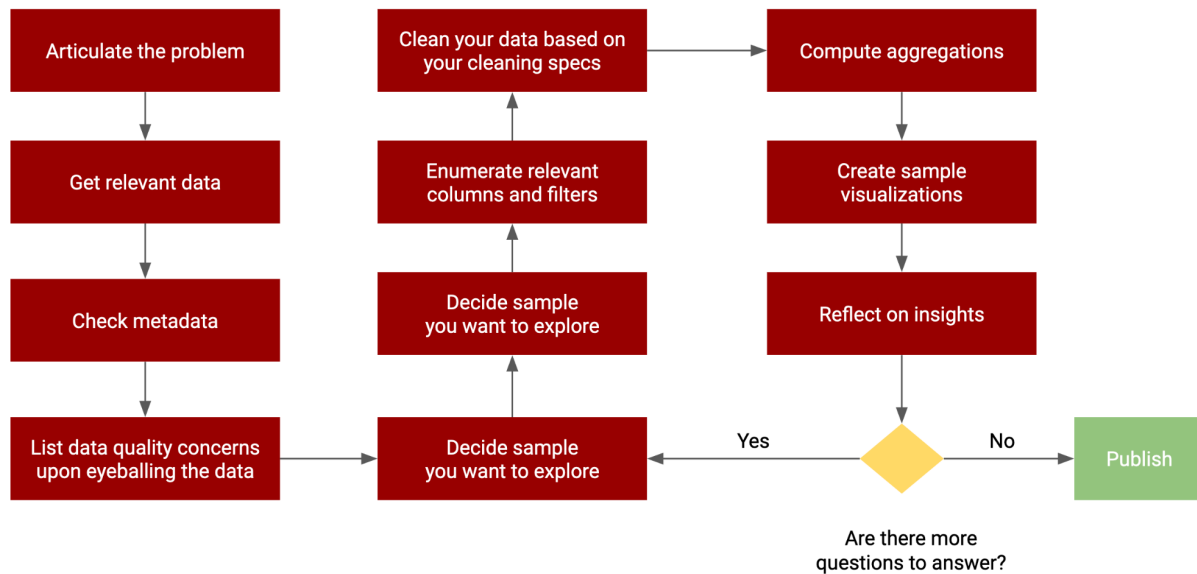 Articulate the problem
Get relevant data
Check metadata
List data quality concerns
upon eyeballing the data
Decide sample
you want to explore
Decide sample
you want to explore
Enumerate relevant
columns and filters
Clean your data based on
your cleaning specs
Compute aggregations
Create sample
visualizations
Reflect on insights
Yes
No
Publish
Are there more
questions to answer?